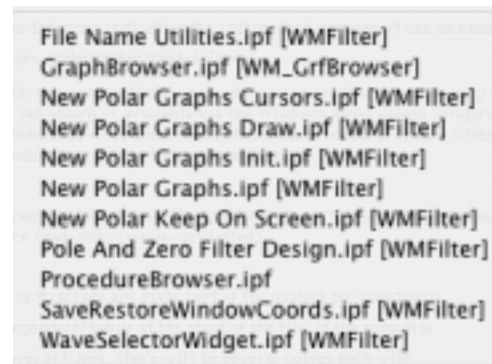 File Name Utilities.ipf [WMFilter]
GraphBrowser.ipf [WM_GrfBrowser]
New Polar Graphs Cursors.ipf [WMFilter]
New Polar Graphs Draw.ipf [WMFilter]
New Polar Graphs Init.ipf [WMFilter]
New Polar Graphs.ipf [WMFilter]
New Polar Keep On Screen.ipf [WMFilter]
Pole And Zero Filter Design.ipf [WMFilter]
ProcedureBrowser.ipf
SaveRestoreWindowCoords.ipf [WMFilter]
WaveSelectorWidget.ipf [WMFilter]